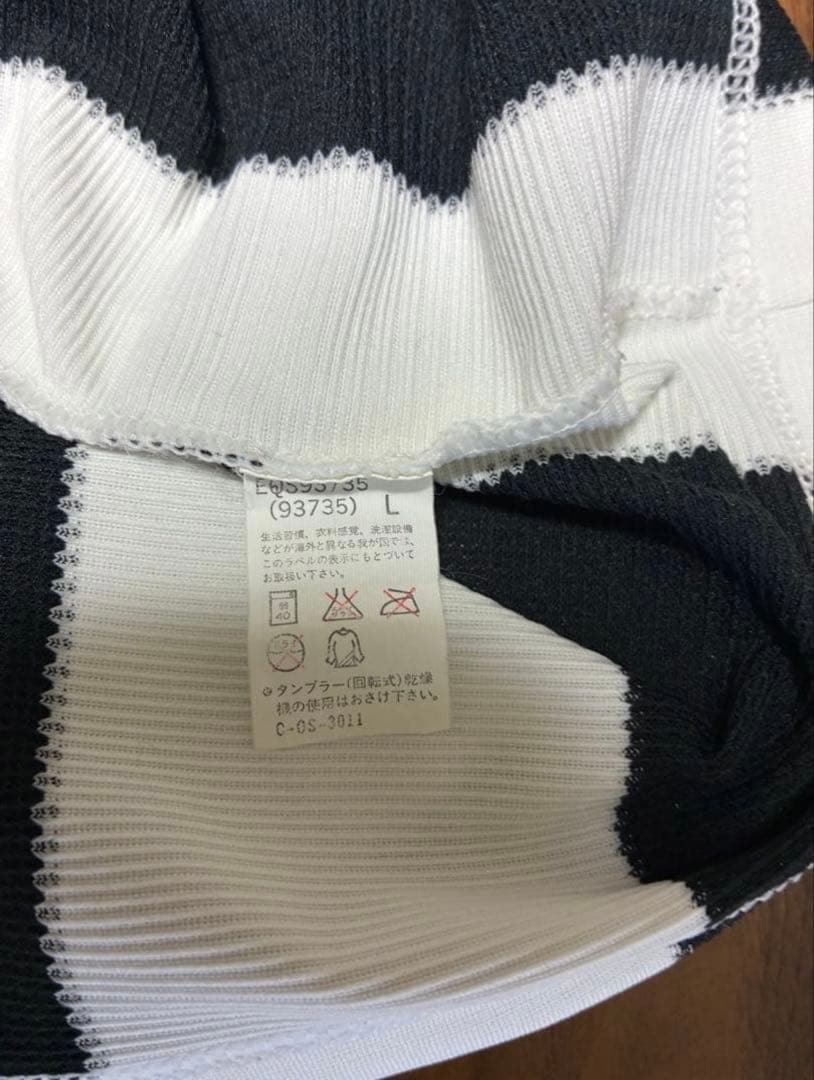 EQS93735
(93735) L
生活習慣、衣料感覚、洗濯設備
などが海外と異なる我が国では、
このラベルの表示にもとづいて
お取扱い下さい。
弱
40
タンブラー(回転式)乾燥
機の使用はおさけ下さい。
C-OS-3011